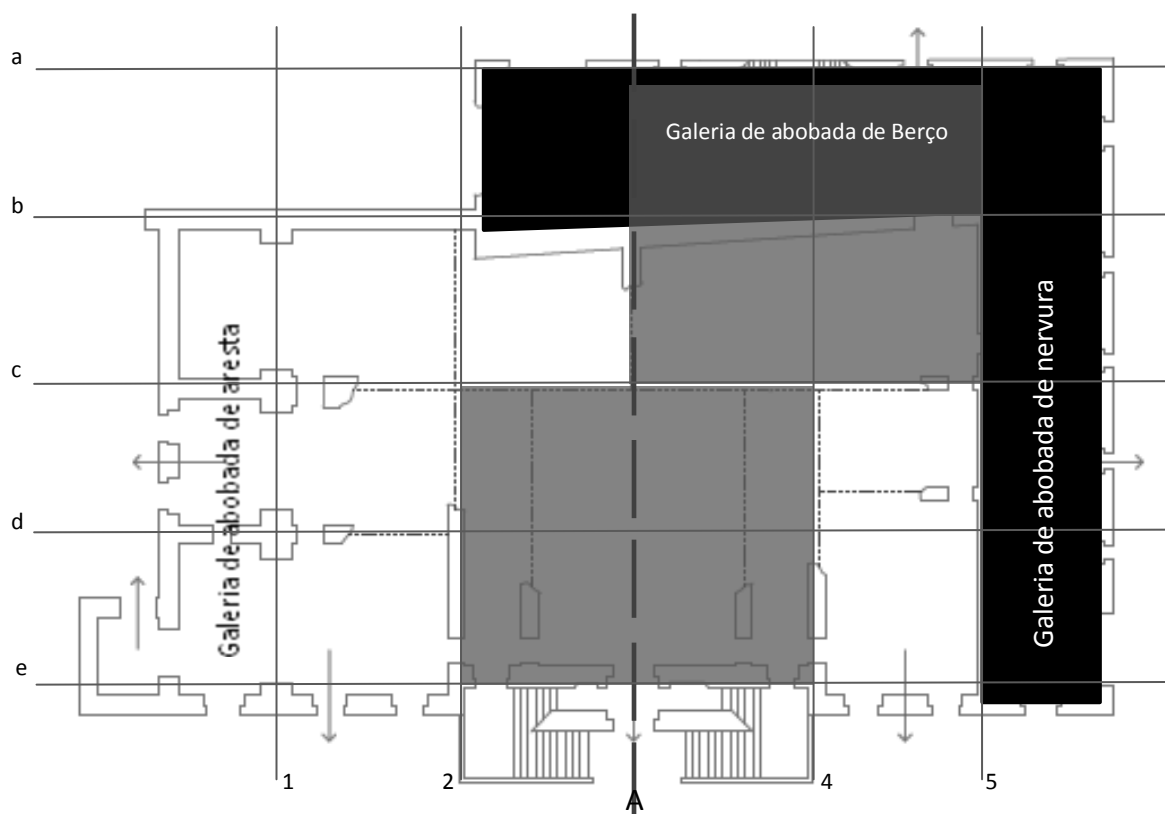 a
Galeria de abobada de Berço
b
c
d
e
Galeria de abobada de aresta
Galeria de abobada de nervura
1
2
A
4
5